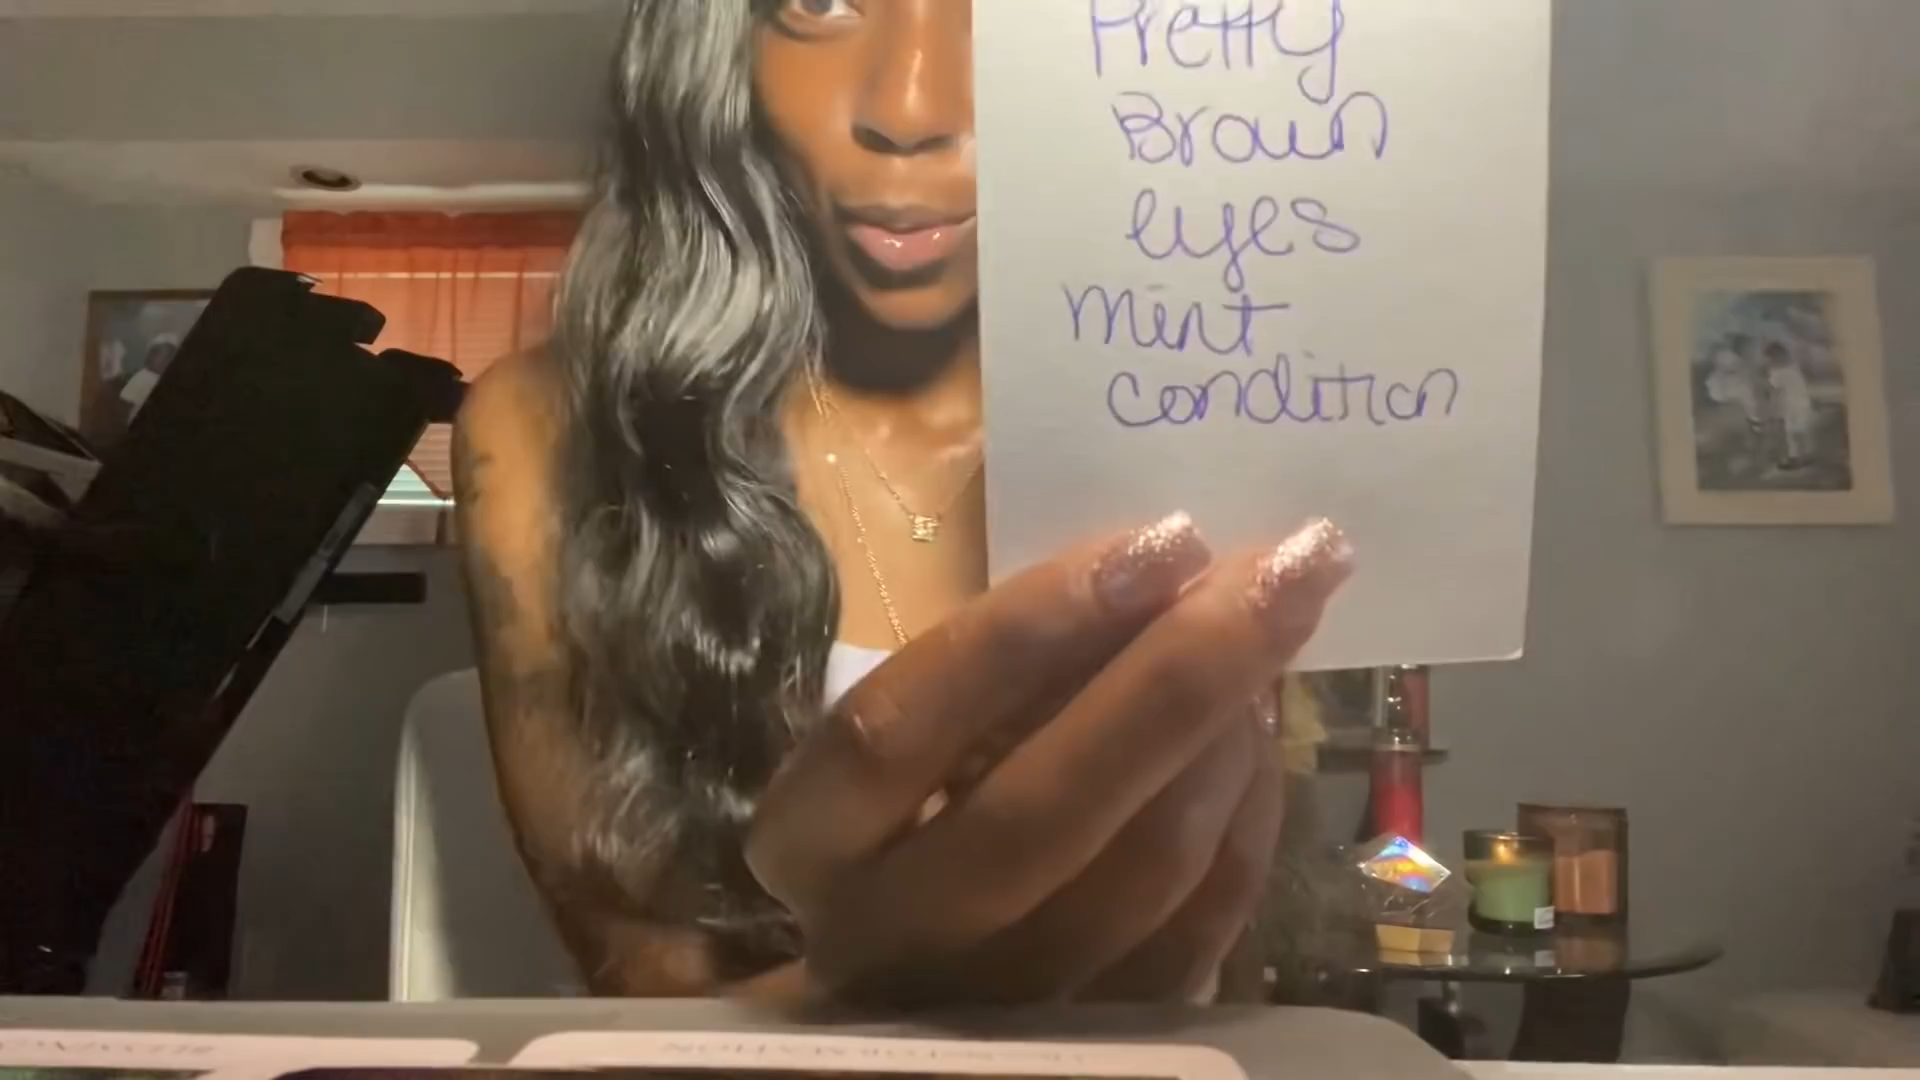 Pretty
Brown
eyes
Mint
condition